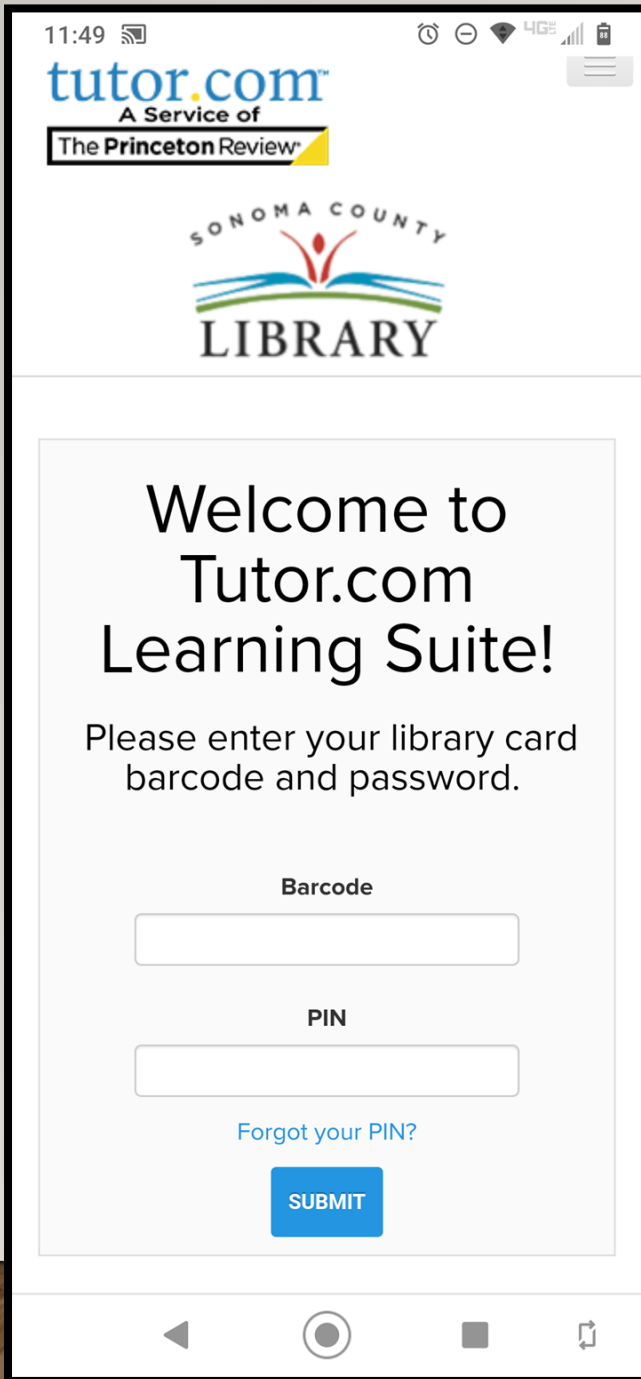 11:49
4G
tutor.com
A Service of
The Princeton Review
SONOMA COUNTY
LIBRARY
Welcome to
Tutor.com
Learning Suite!
Please enter your library card
barcode and password.
Barcode
PIN
Forgot your PIN?
SUBMIT